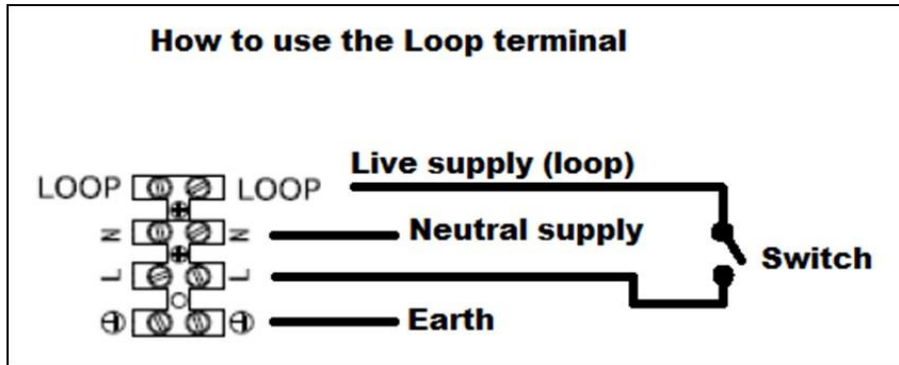 How to use the Loop terminal
Live supply (loop)
LOOP LOOP
N N Neutral supply
L L Switch
Earth